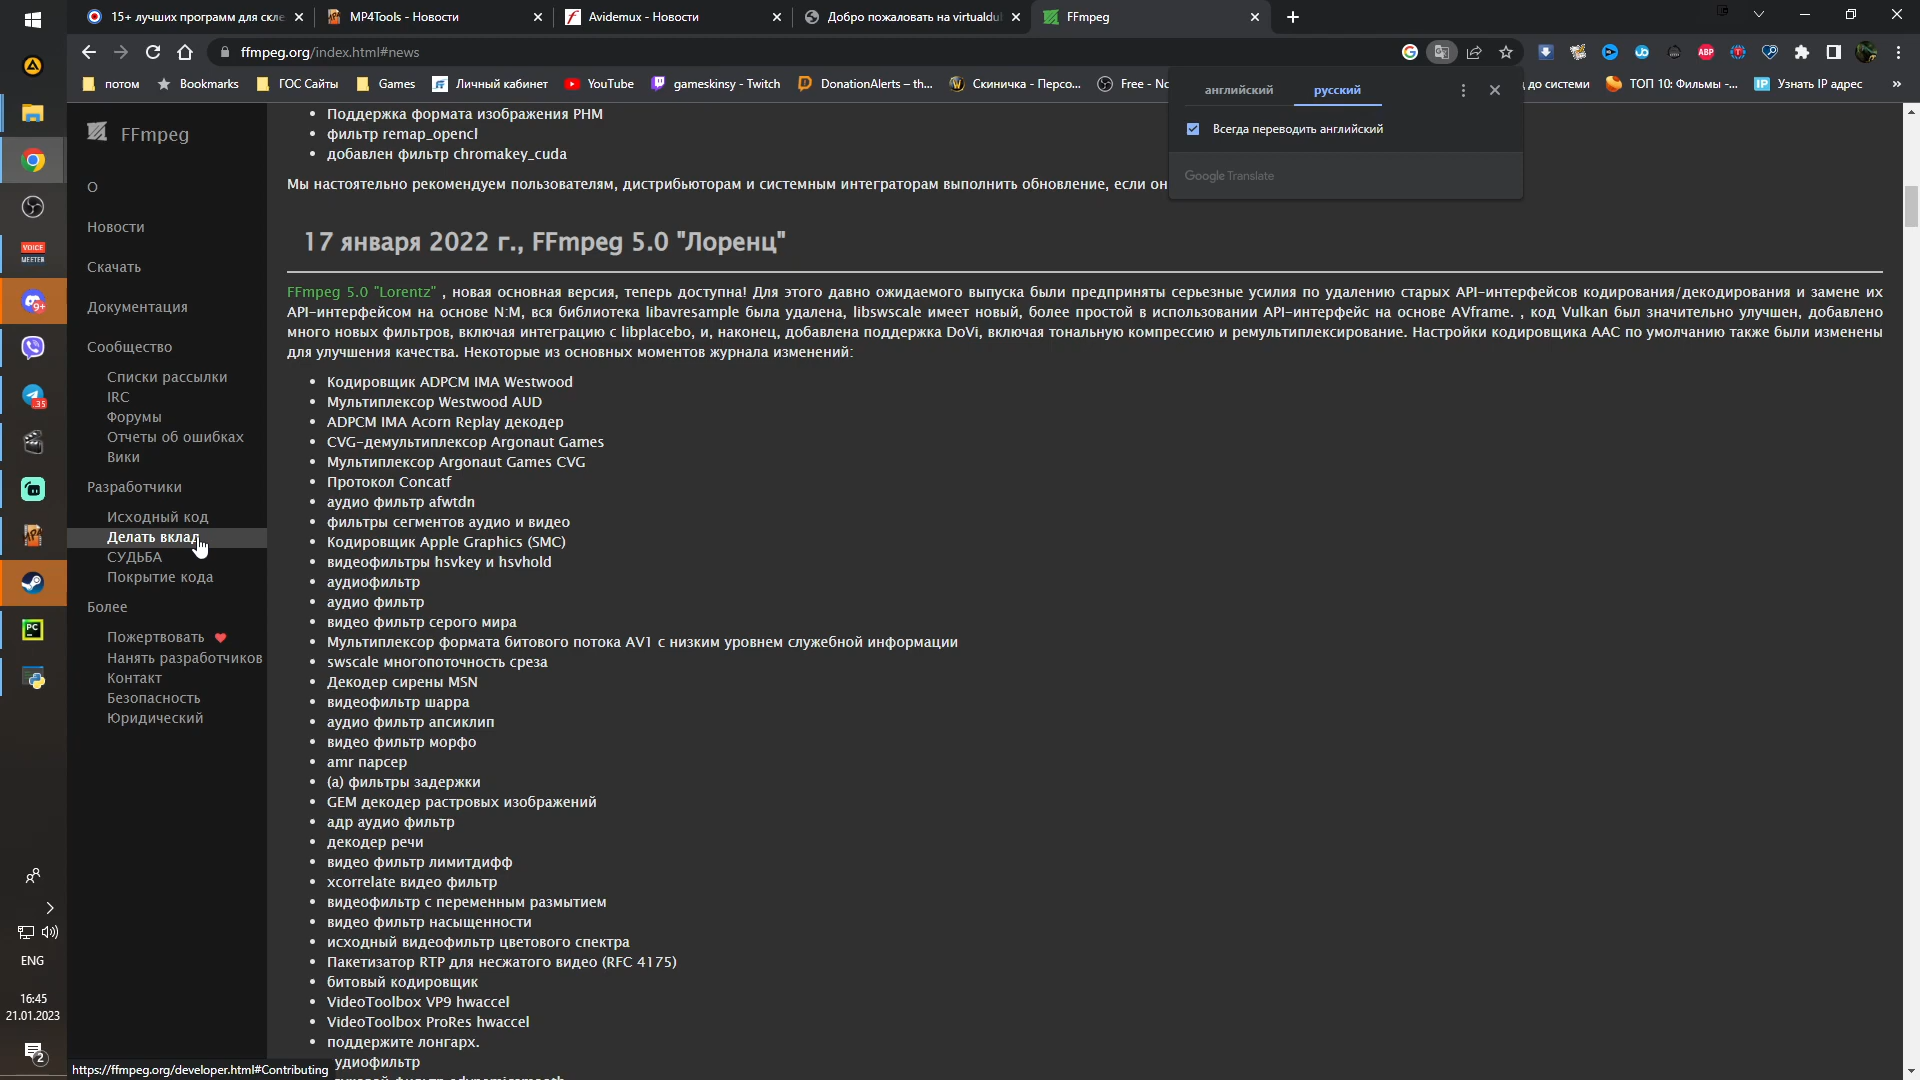 15+ лучших программ для скле
MP4Tools - Новости
Avidemux - Новости
Добро пожаловать на virtualdu
FFmpeg
ffmpeg.org/index.html#news
потом
Bookmarks
ГОС Сайты
Games
Личный кабинет
YouTube
gameskinsy - Twitch
DonationAlerts – th...
Скиничка - Персо...
Free - No
до системи
ТОП 10: Фильмы -...
Узнать IP адрес
»
английский
русский
Всегда переводить английский
Google Translate
FFmpeg
О
Новости
Скачать
Документация
Сообщество
Списки рассылки
IRC
Форумы
Отчеты об ошибках
Вики
Разработчики
Исходный код
Делать вклад
СУДЬБА
Покрытие кода
Более
Пожертвовать
Нанять разработчиков
Контакт
Безопасность
Юридический
• Поддержка формата изображения PHM
• фильтр remap_opencl
• добавлен фильтр chromakey_cuda
Мы настоятельно рекомендуем пользователям, дистрибьюторам и системным интеграторам выполнить обновление, если он
17 января 2022 г., FFmpeg 5.0 "Лоренц"
FFmpeg 5.0 "Lorentz" , новая основная версия, теперь доступна! Для этого давно ожидаемого выпуска были предприняты серьезные усилия по удалению старых API-интерфейсов кодирования/декодирования и замене их
API-интерфейсом на основе N:M, вся библиотека libavresample была удалена, libswscale имеет новый, более простой в использовании API-интерфейс на основе AVframe. , код Vulkan был значительно улучшен, добавлено
много новых фильтров, включая интеграцию с libplacebo, и, наконец, добавлена поддержка DoVi, включая тональную компрессию и ремультиплексирование. Настройки кодировщика AAC по умолчанию также были изменены
для улучшения качества. Некоторые из основных моментов журнала изменений:
• Кодировщик ADPCM IMA Westwood
• Мультиплексор Westwood AUD
• ADPCM IMA Acorn Replay декодер
• CVG-демультиплексор Argonaut Games
• Мультиплексор Argonaut Games CVG
• Протокол Concatf
• аудио фильтр afwtdn
• фильтры сегментов аудио и видео
• Кодировщик Apple Graphics (SMC)
• видеофильтры hsvkey и hsvhold
• аудиофильтр
• аудио фильтр
• видео фильтр серого мира
• Мультиплексор формата битового потока AV1 с низким уровнем служебной информации
• swscale многопоточность среза
• Декодер сирены MSN
• видеофильтр шарра
• аудио фильтр апсиклип
• видео фильтр морфо
• amr парсер
• (а) фильтры задержки
• GEM декодер растровых изображений
• адр аудио фильтр
• декодер речи
• видео фильтр лимитдифф
• xcorrelate видео фильтр
• видеофильтр с переменным размытием
• видео фильтр насыщенности
• исходный видеофильтр цветового спектра
• Пакетизатор RTP для несжатого видео (RFC 4175)
• битовый кодировщик
• VideoToolbox VP9 hwaccel
• VideoToolbox ProRes hwaccel
• поддержите лонгарх.
удиофильтр
ENG
16:45
21.01.2023
2
https://ffmpeg.org/developer.html#Contributing